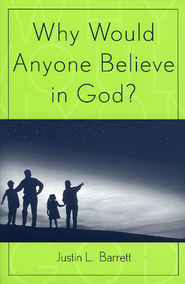 Why Would
Anyone Believe
in God?
Justin L. Barrett